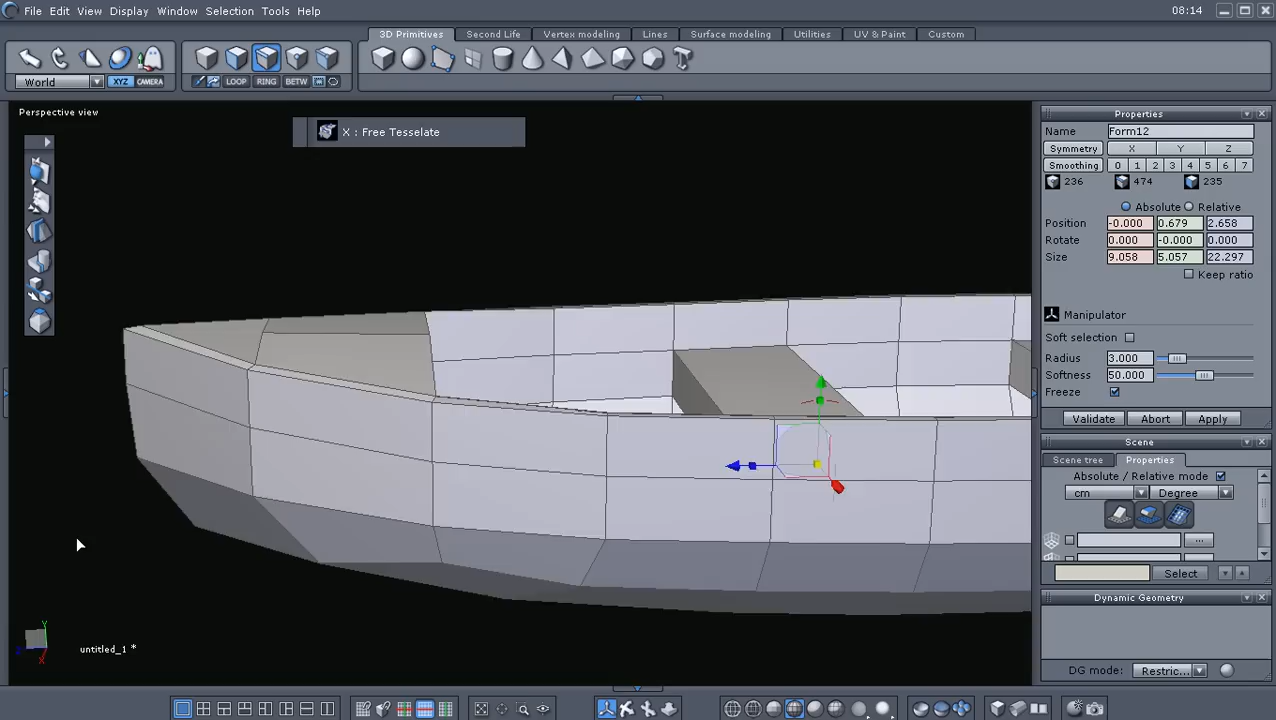 File Edit View Display Window Selection Tools Help
08:14
3D Primitives Second Life Vertex modeling Lines Surface modeling Utilities UV & Paint Custom
World XYZ CAMERA LOOP RING BETW
Perspective view
X : Free Tesselate
Properties
Name Form12
Symmetry X Y Z
Smoothing 0 1 2 3 4 5 6 7
236 474 235
Absolute Relative
Position -0.000 0.679 2.658
Rotate 0.000 -0.000 0.000
Size 9.058 5.057 22.297
Keep ratio
Manipulator
Soft selection
Radius 3.000
Softness 50.000
Freeze
Validate Abort Apply
Scene
Scene tree Properties
Absolute / Relative mode
cm Degree
...
Select
Dynamic Geometry
DG mode: Restric...
Y
X
untitled_1 *